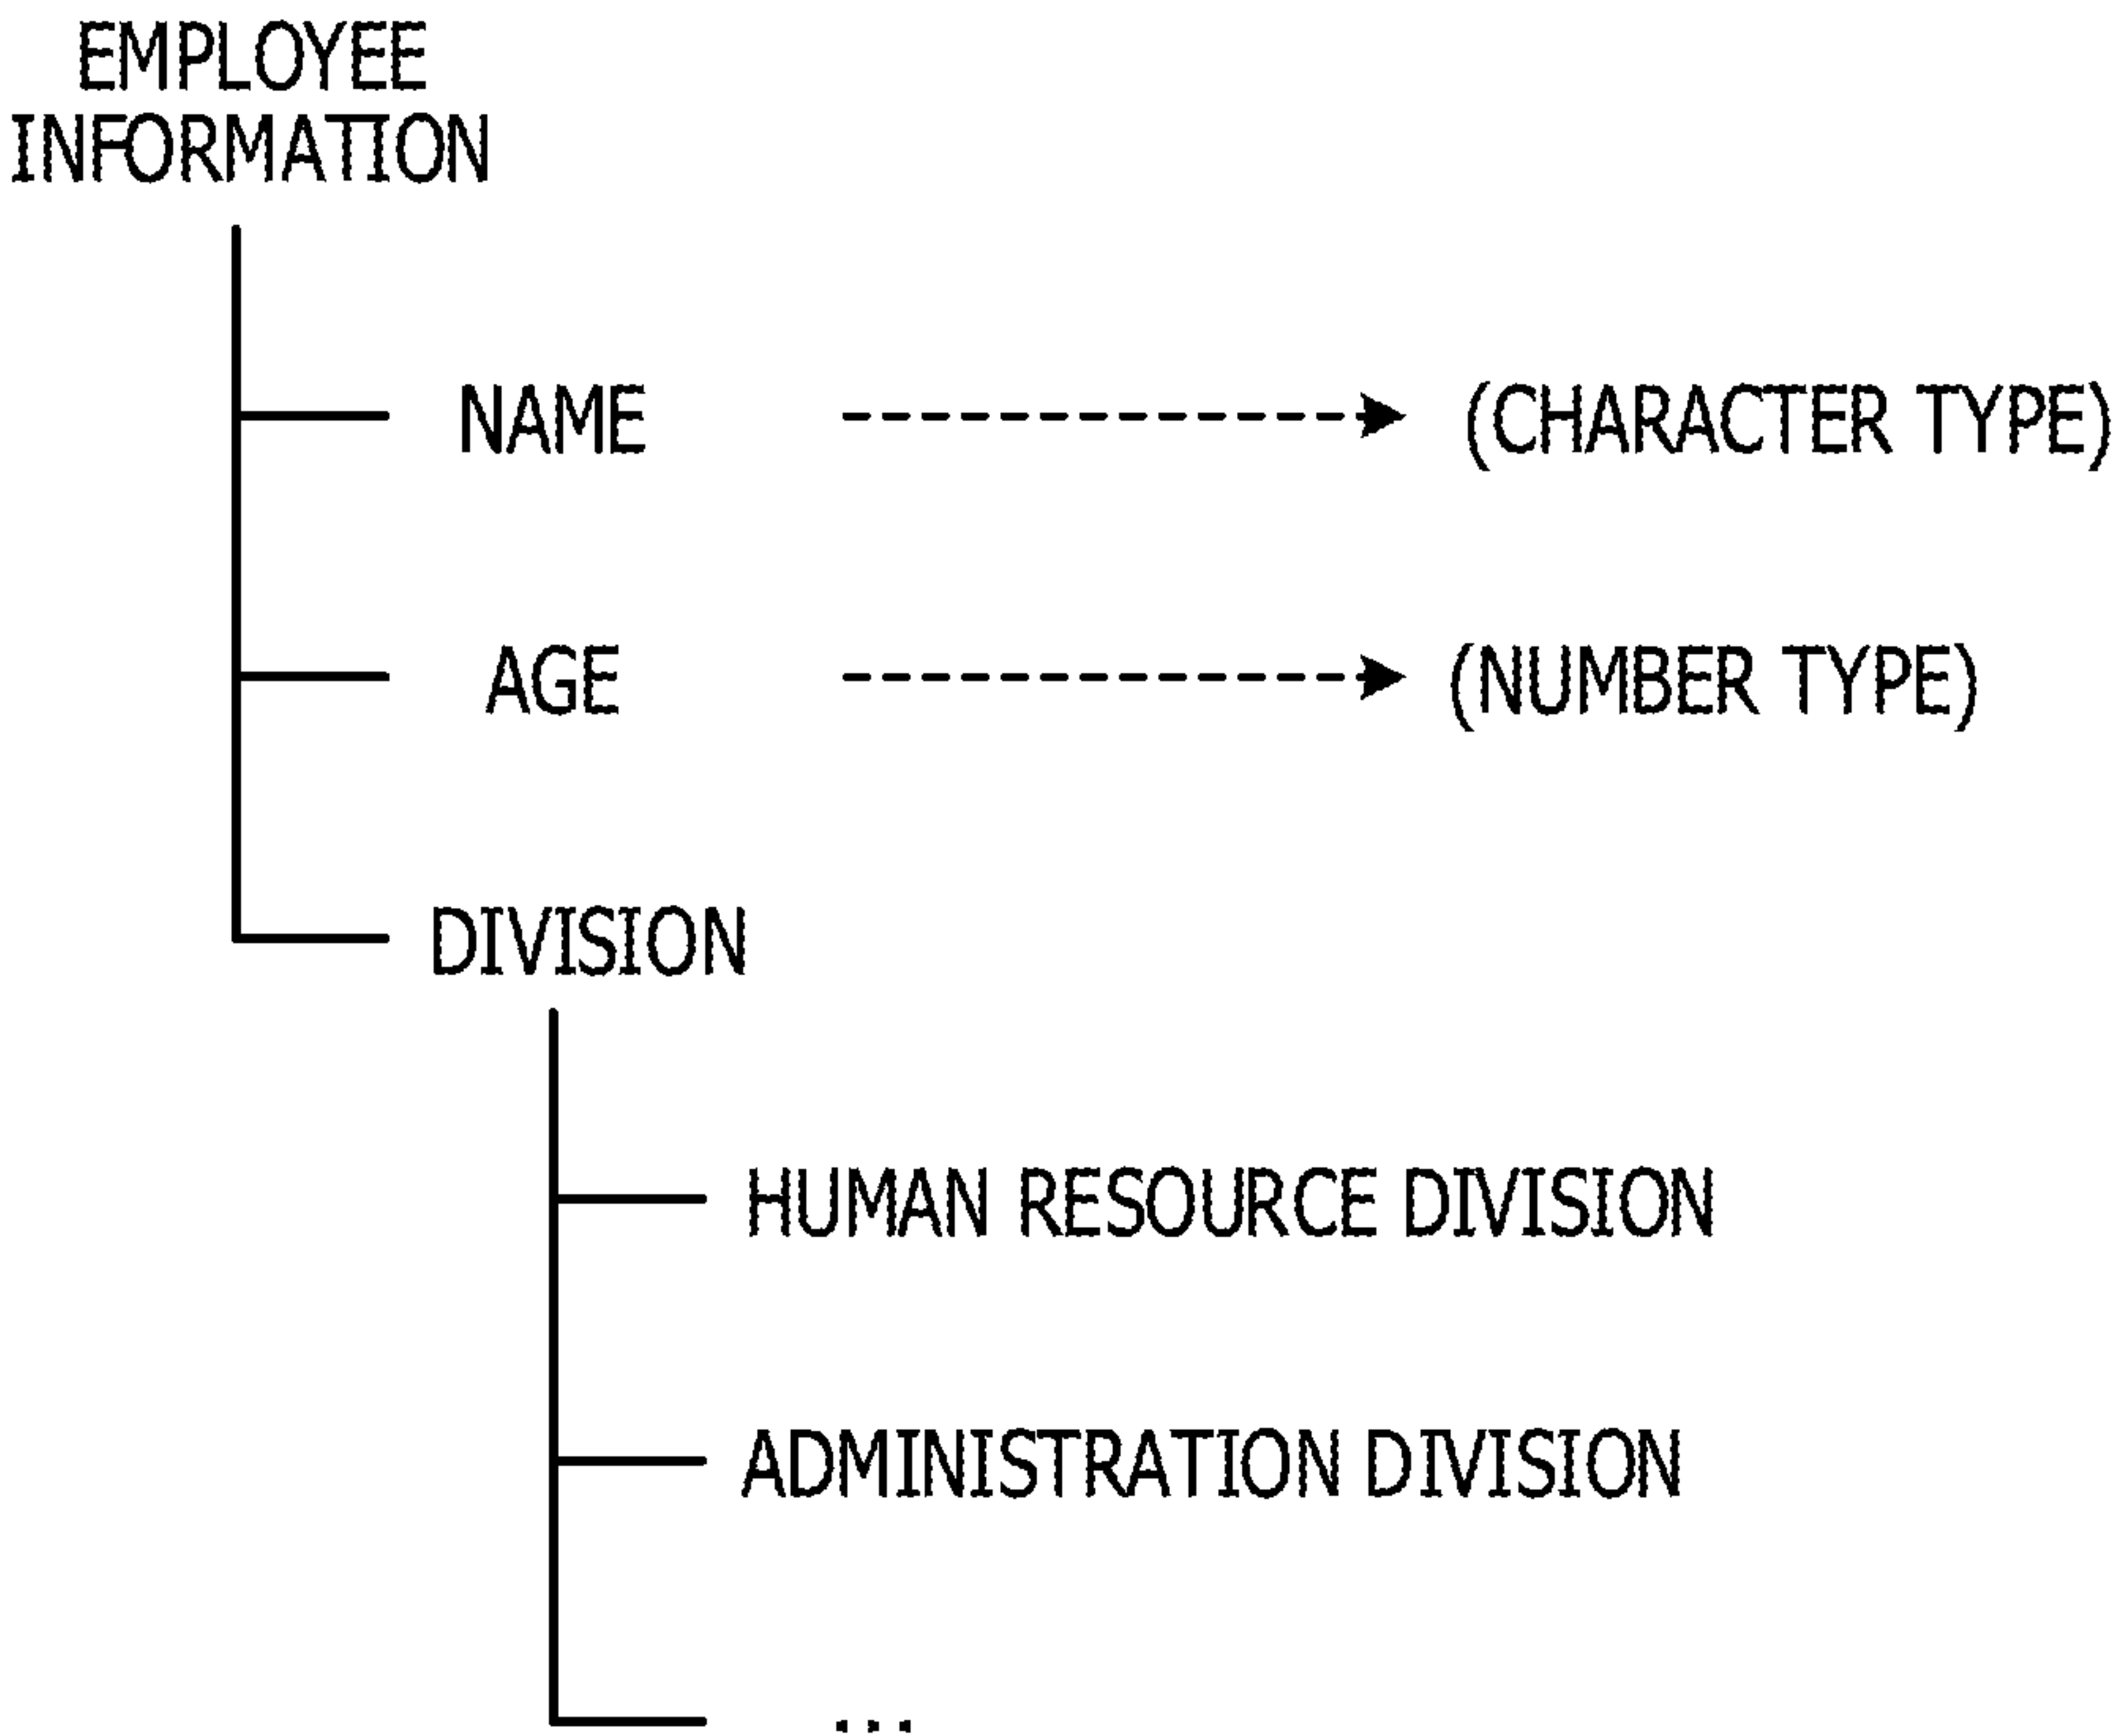 EMPLOYEE
INFORMATION
NAME (CHARACTER TYPE)
AGE (NUMBER TYPE)
DIVISION
HUMAN RESOURCE DIVISION
ADMINISTRATION DIVISION
...